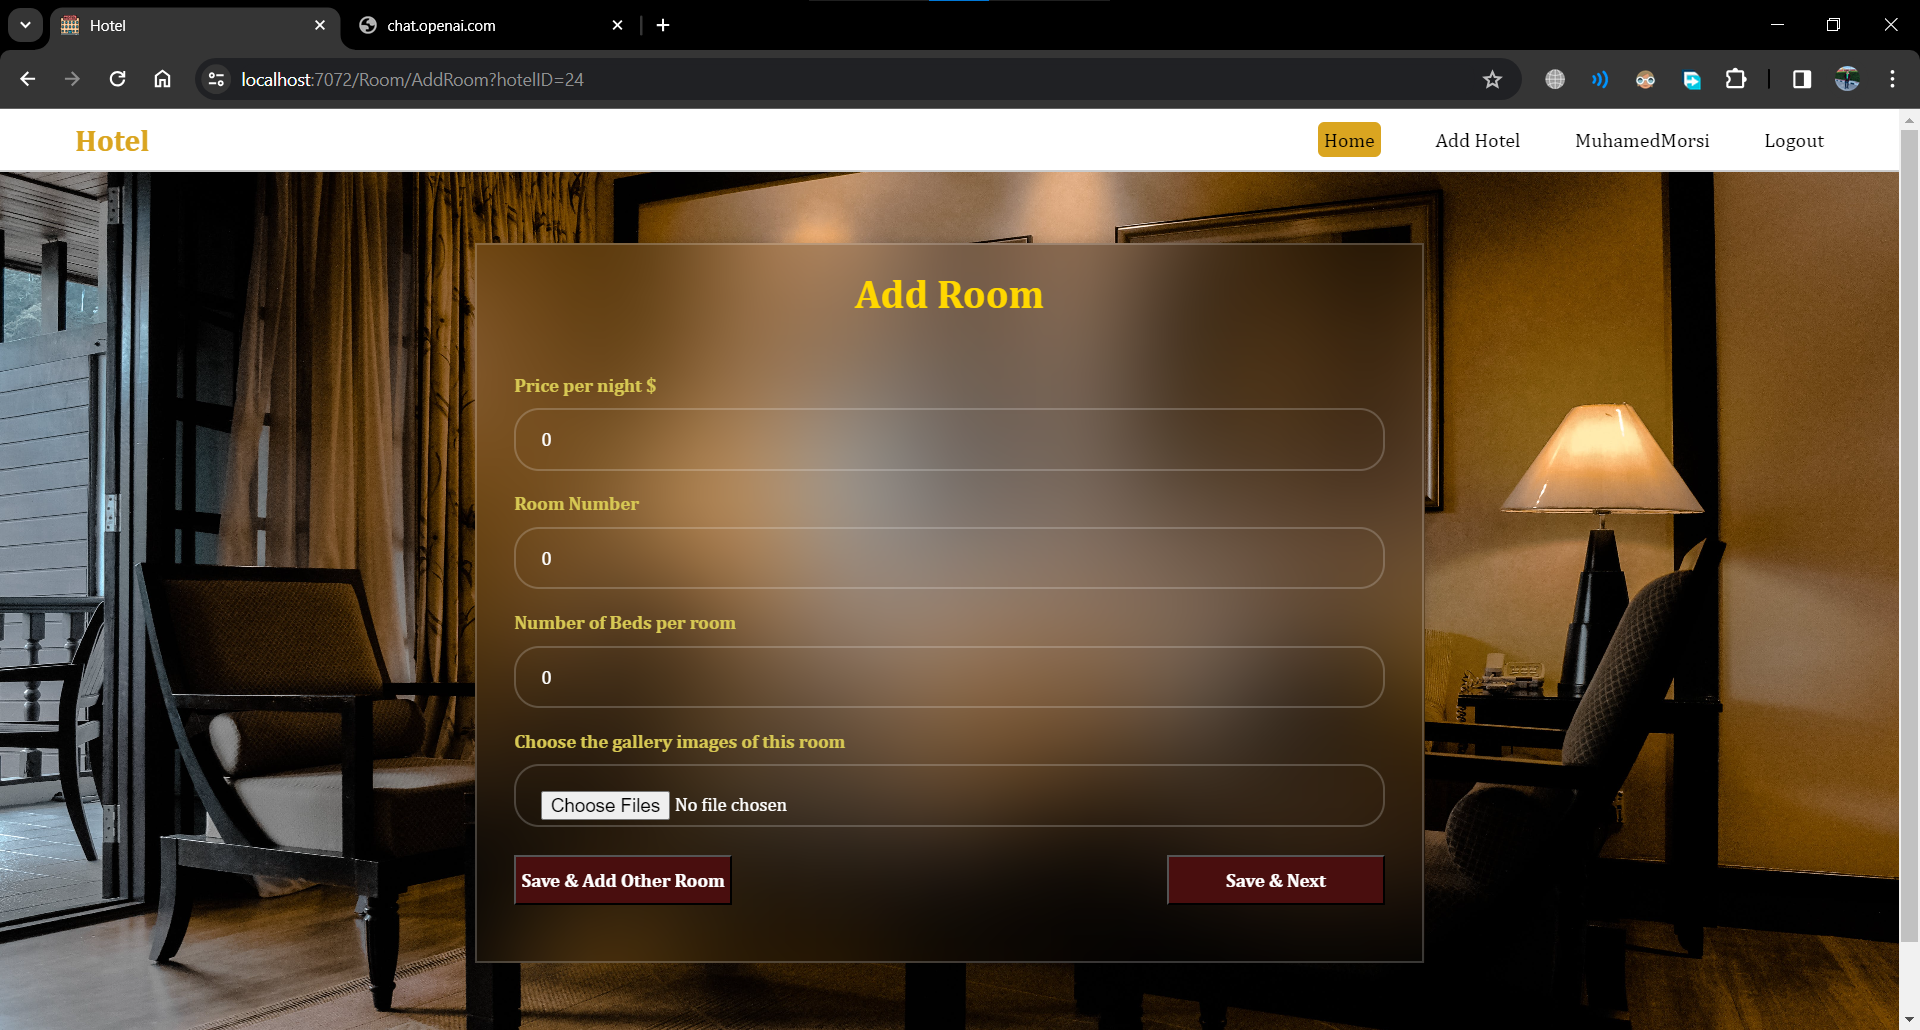 Hotel
chat.openai.com
localhost:7072/Room/AddRoom?hotelID=24
Hotel
Home
Add Hotel
MuhamedMorsi
Logout
Add Room
Price per night $
0
Room Number
0
Number of Beds per room
0
Choose the gallery images of this room
Choose Files No file chosen
Save & Add Other Room
Save & Next